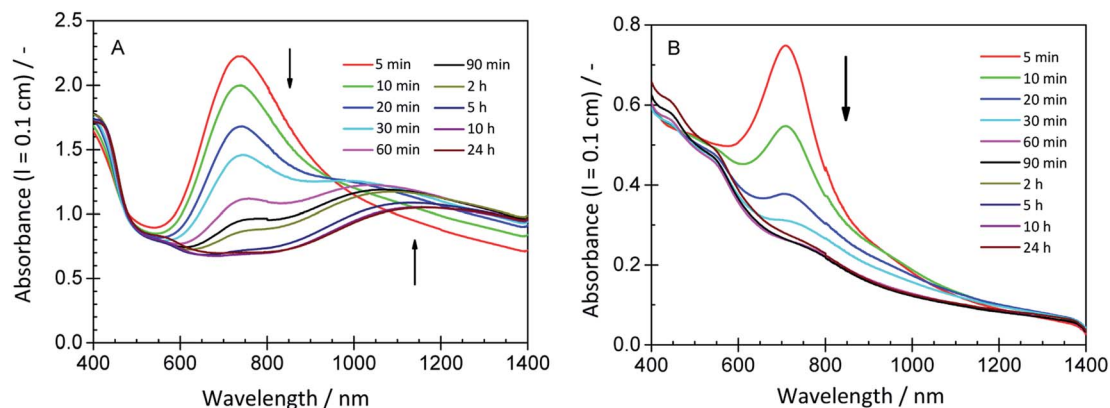 A
2.5
2.0
1.5
1.0
0.5
0.0
400 600 800 1000 1200 1400
Absorbance (l = 0.1 cm) / -
Wavelength / nm
5 min 90 min
10 min 2 h
20 min 5 h
30 min 10 h
60 min 24 h
B
0.8
0.6
0.4
0.2
0.0
400 600 800 1000 1200 1400
Absorbance (l = 0.1 cm) / -
Wavelength / nm
5 min
10 min
20 min
30 min
60 min
90 min
2 h
5 h
10 h
24 h